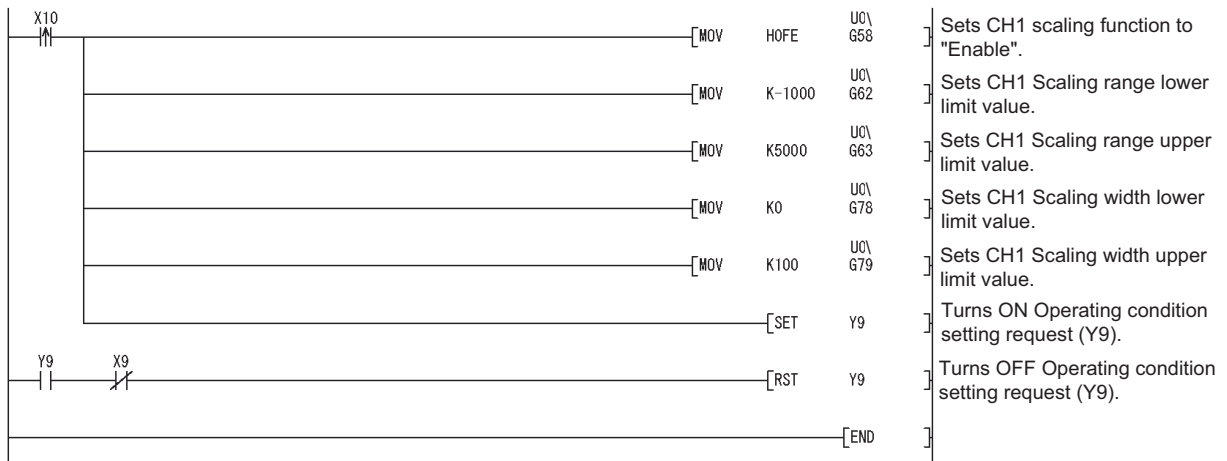 X10
U0\
MOV H0FE G58
Sets CH1 scaling function to
"Enable".
U0\
MOV K-1000 G62
Sets CH1 Scaling range lower
limit value.
U0\
MOV K5000 G63
Sets CH1 Scaling range upper
limit value.
U0\
MOV K0 G78
Sets CH1 Scaling width lower
limit value.
U0\
MOV K100 G79
Sets CH1 Scaling width upper
limit value.
SET Y9
Turns ON Operating condition
setting request (Y9).
Y9 X9
RST Y9
Turns OFF Operating condition
setting request (Y9).
END